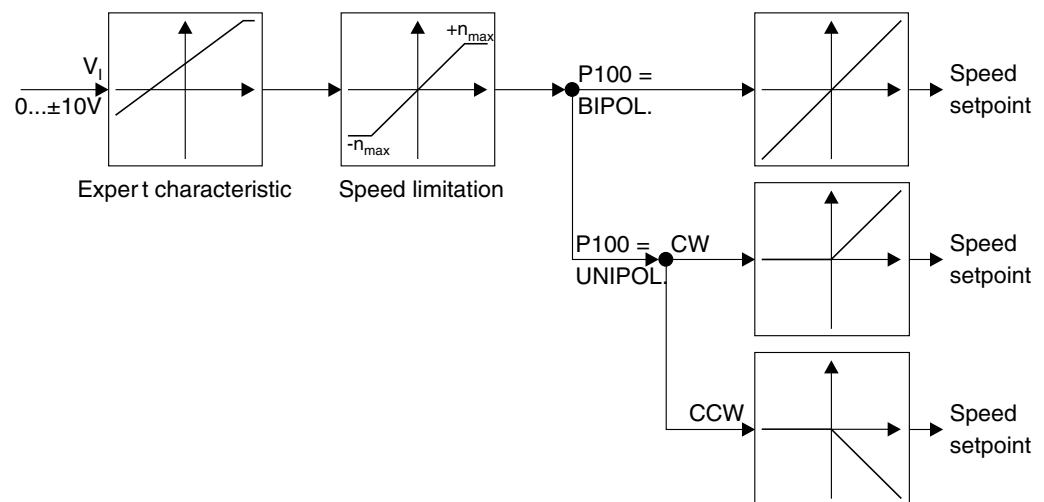 V_I
0...±10V
Expert characteristic
+n_max
-n_max
Speed limitation
P100 =
BIPOL.
Speed
setpoint
P100 =
UNIPOL.
CW
Speed
setpoint
CCW
Speed
setpoint